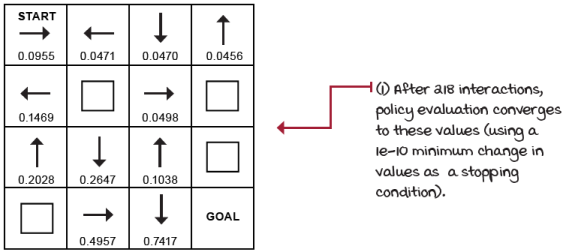 START
0.0955 0.0471 0.0470 0.0456
0.1469 0.0498
0.2028 0.2647 0.1038
GOAL
0.4957 0.7417
(1) After 218 interactions,
policy evaluation converges
to these values (using a
1e-10 minimum change in
values as a stopping
condition).